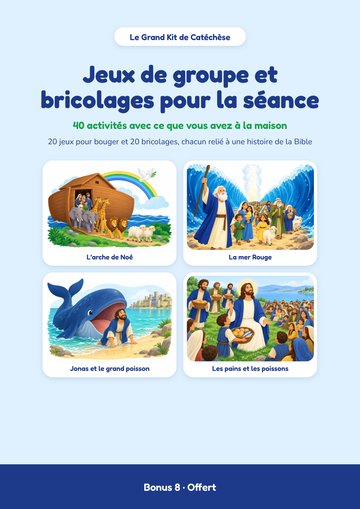 Le Grand Kit de Catéchèse
Jeux de groupe et
bricolages pour la séance
40 activités avec ce que vous avez à la maison
20 jeux pour bouger et 20 bricolages, chacun relié à une histoire de la Bible
L'arche de Noé
La mer Rouge
Jonas et le grand poisson
Les pains et les poissons
Bonus 8 · Offert